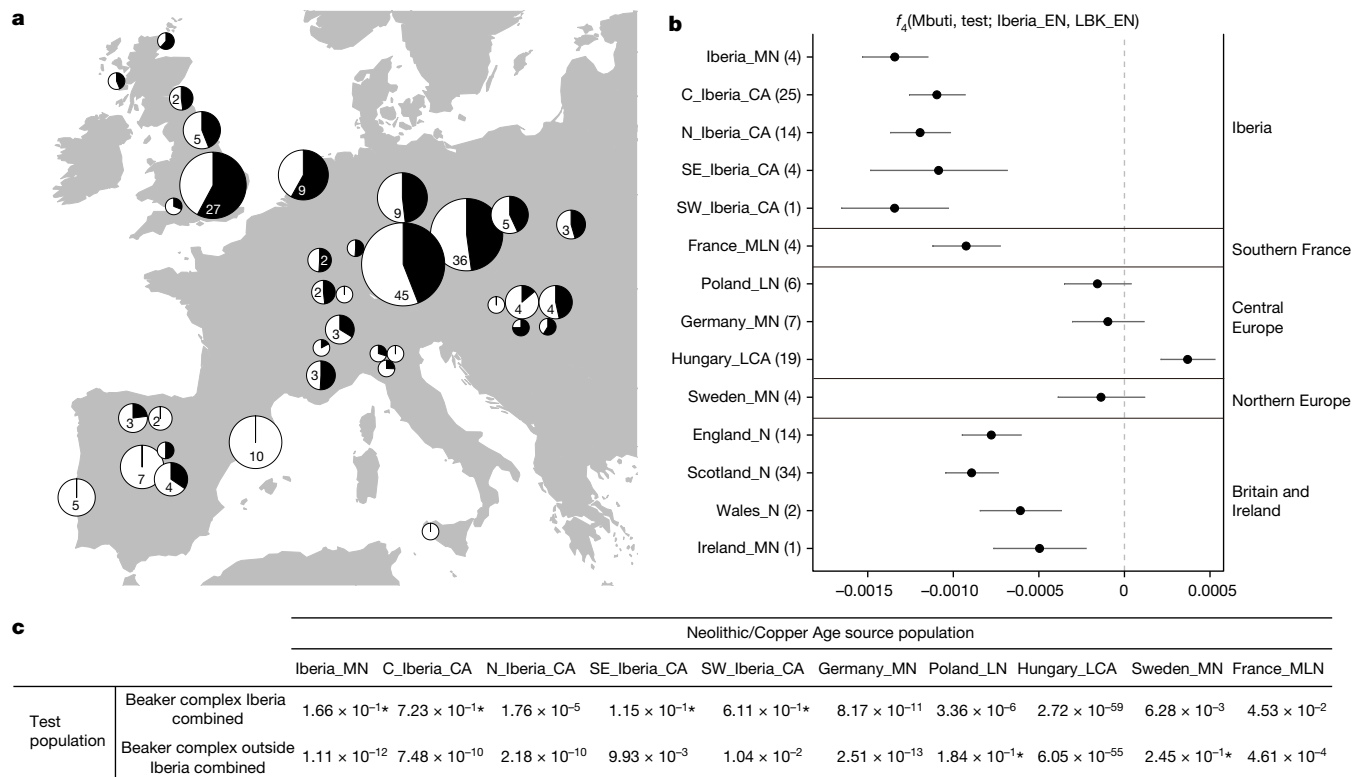 a
2
5
27
9
9
5
3
36
45
2
2
3
3
4
4
3
2
7
4
5
10
b
f4(Mbuti, test; Iberia_EN, LBK_EN)
Iberia_MN (4)
C_Iberia_CA (25)
N_Iberia_CA (14)
SE_Iberia_CA (4)
SW_Iberia_CA (1)
Iberia
France_MLN (4)
Southern France
Poland_LN (6)
Germany_MN (7)
Hungary_LCA (19)
Central
Europe
Sweden_MN (4)
Northern Europe
England_N (14)
Scotland_N (34)
Wales_N (2)
Ireland_MN (1)
Britain and
Ireland
−0.0015 −0.0010 −0.0005 0 0.0005
c
Neolithic/Copper Age source population
Iberia_MN C_Iberia_CA N_Iberia_CA SE_Iberia_CA SW_Iberia_CA Germany_MN Poland_LN Hungary_LCA Sweden_MN France_MLN
Test
population
Beaker complex Iberia
combined
1.66 × 10⁻¹* 7.23 × 10⁻¹* 1.76 × 10⁻⁵ 1.15 × 10⁻¹* 6.11 × 10⁻¹* 8.17 × 10⁻¹¹ 3.36 × 10⁻⁶ 2.72 × 10⁻⁵⁹ 6.28 × 10⁻³ 4.53 × 10⁻²
Beaker complex outside
Iberia combined
1.11 × 10⁻¹² 7.48 × 10⁻¹⁰ 2.18 × 10⁻¹⁰ 9.93 × 10⁻³ 1.04 × 10⁻² 2.51 × 10⁻¹³ 1.84 × 10⁻¹* 6.05 × 10⁻⁵⁵ 2.45 × 10⁻¹* 4.61 × 10⁻⁴